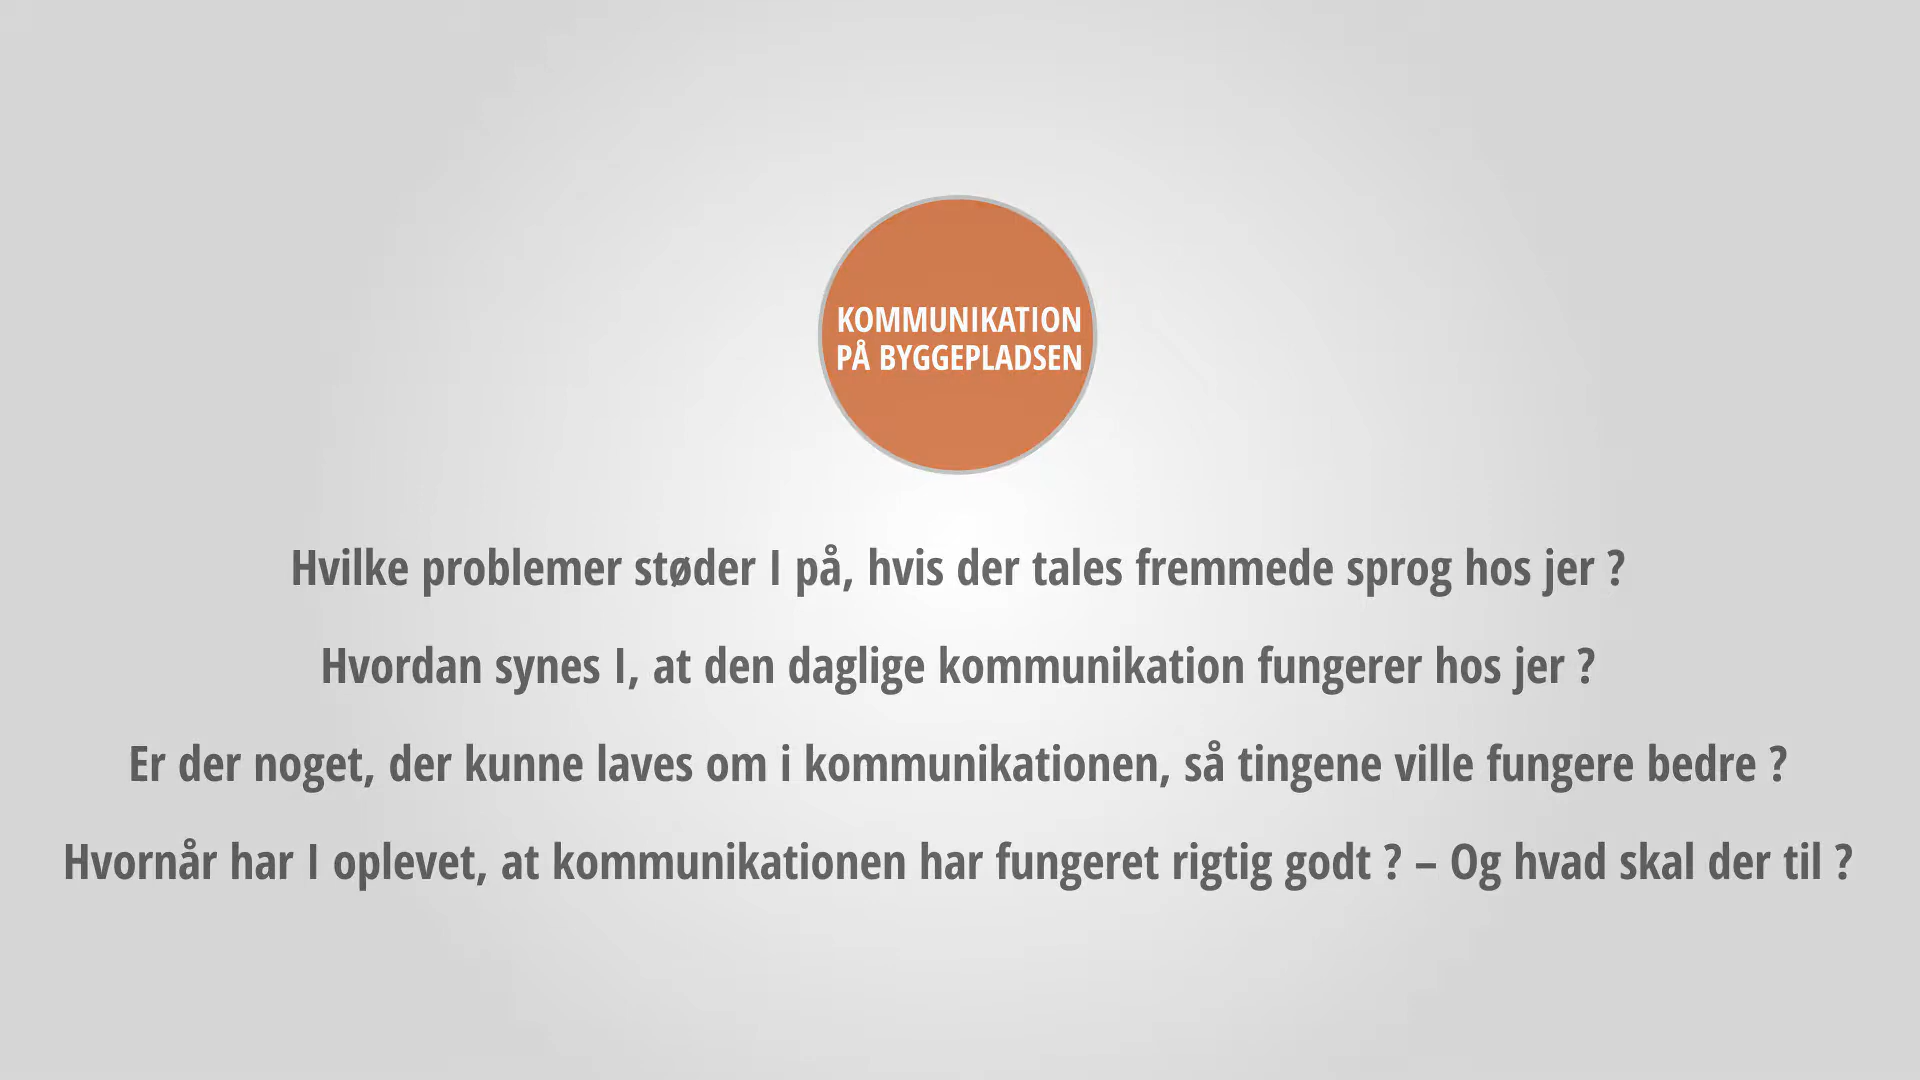 KOMMUNIKATION
PÅ BYGGEPLADSEN
Hvilke problemer støder I på, hvis der tales fremmede sprog hos jer ?
Hvordan synes I, at den daglige kommunikation fungerer hos jer ?
Er der noget, der kunne laves om i kommunikationen, så tingene ville fungere bedre ?
Hvornår har I oplevet, at kommunikationen har fungeret rigtig godt ? – Og hvad skal der til ?